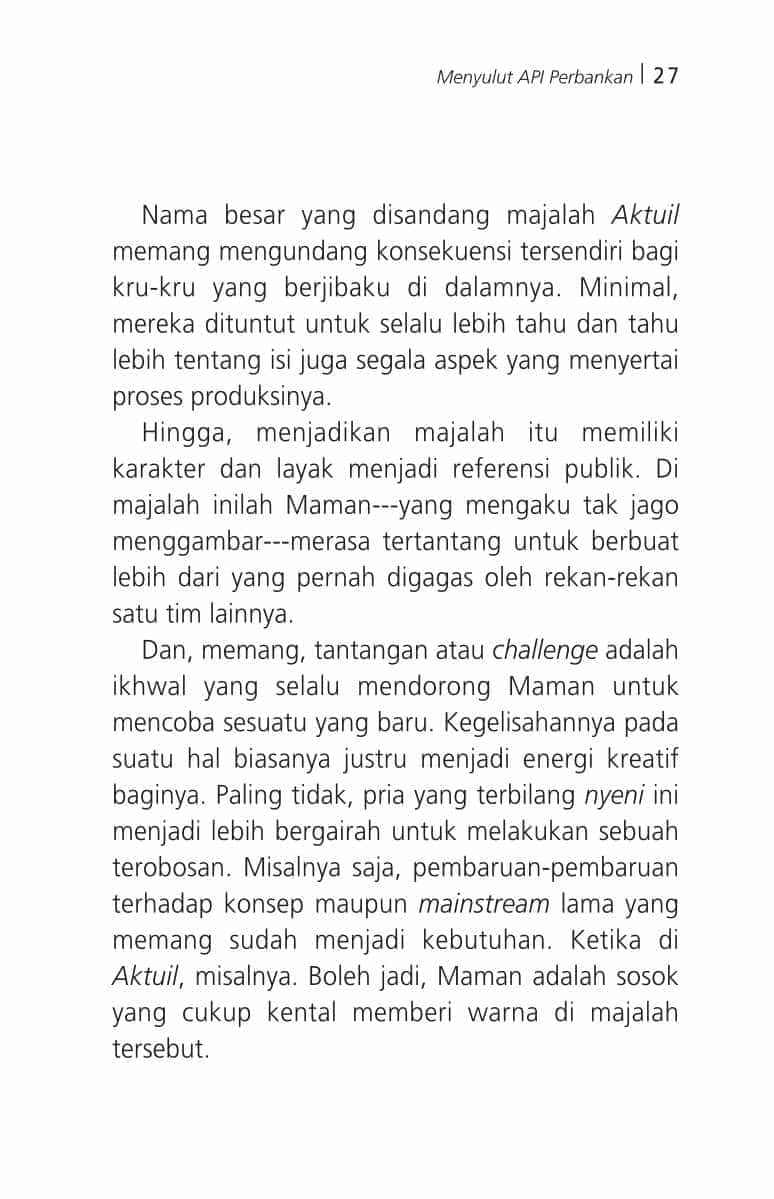 Menyulut API Perbankan | 27
Nama besar yang disandang majalah Aktuil
memang mengundang konsekuensi tersendiri bagi
kru-kru yang berjibaku di dalamnya. Minimal,
mereka dituntut untuk selalu lebih tahu dan tahu
lebih tentang isi juga segala aspek yang menyertai
proses produksinya.
Hingga, menjadikan majalah itu memiliki
karakter dan layak menjadi referensi publik. Di
majalah inilah Maman---yang mengaku tak jago
menggambar---merasa tertantang untuk berbuat
lebih dari yang pernah digagas oleh rekan-rekan
satu tim lainnya.
Dan, memang, tantangan atau challenge adalah
ikhwal yang selalu mendorong Maman untuk
mencoba sesuatu yang baru. Kegelisahannya pada
suatu hal biasanya justru menjadi energi kreatif
baginya. Paling tidak, pria yang terbilang nyeni ini
menjadi lebih bergairah untuk melakukan sebuah
terobosan. Misalnya saja, pembaruan-pembaruan
terhadap konsep maupun mainstream lama yang
memang sudah menjadi kebutuhan. Ketika di
Aktuil, misalnya. Boleh jadi, Maman adalah sosok
yang cukup kental memberi warna di majalah
tersebut.